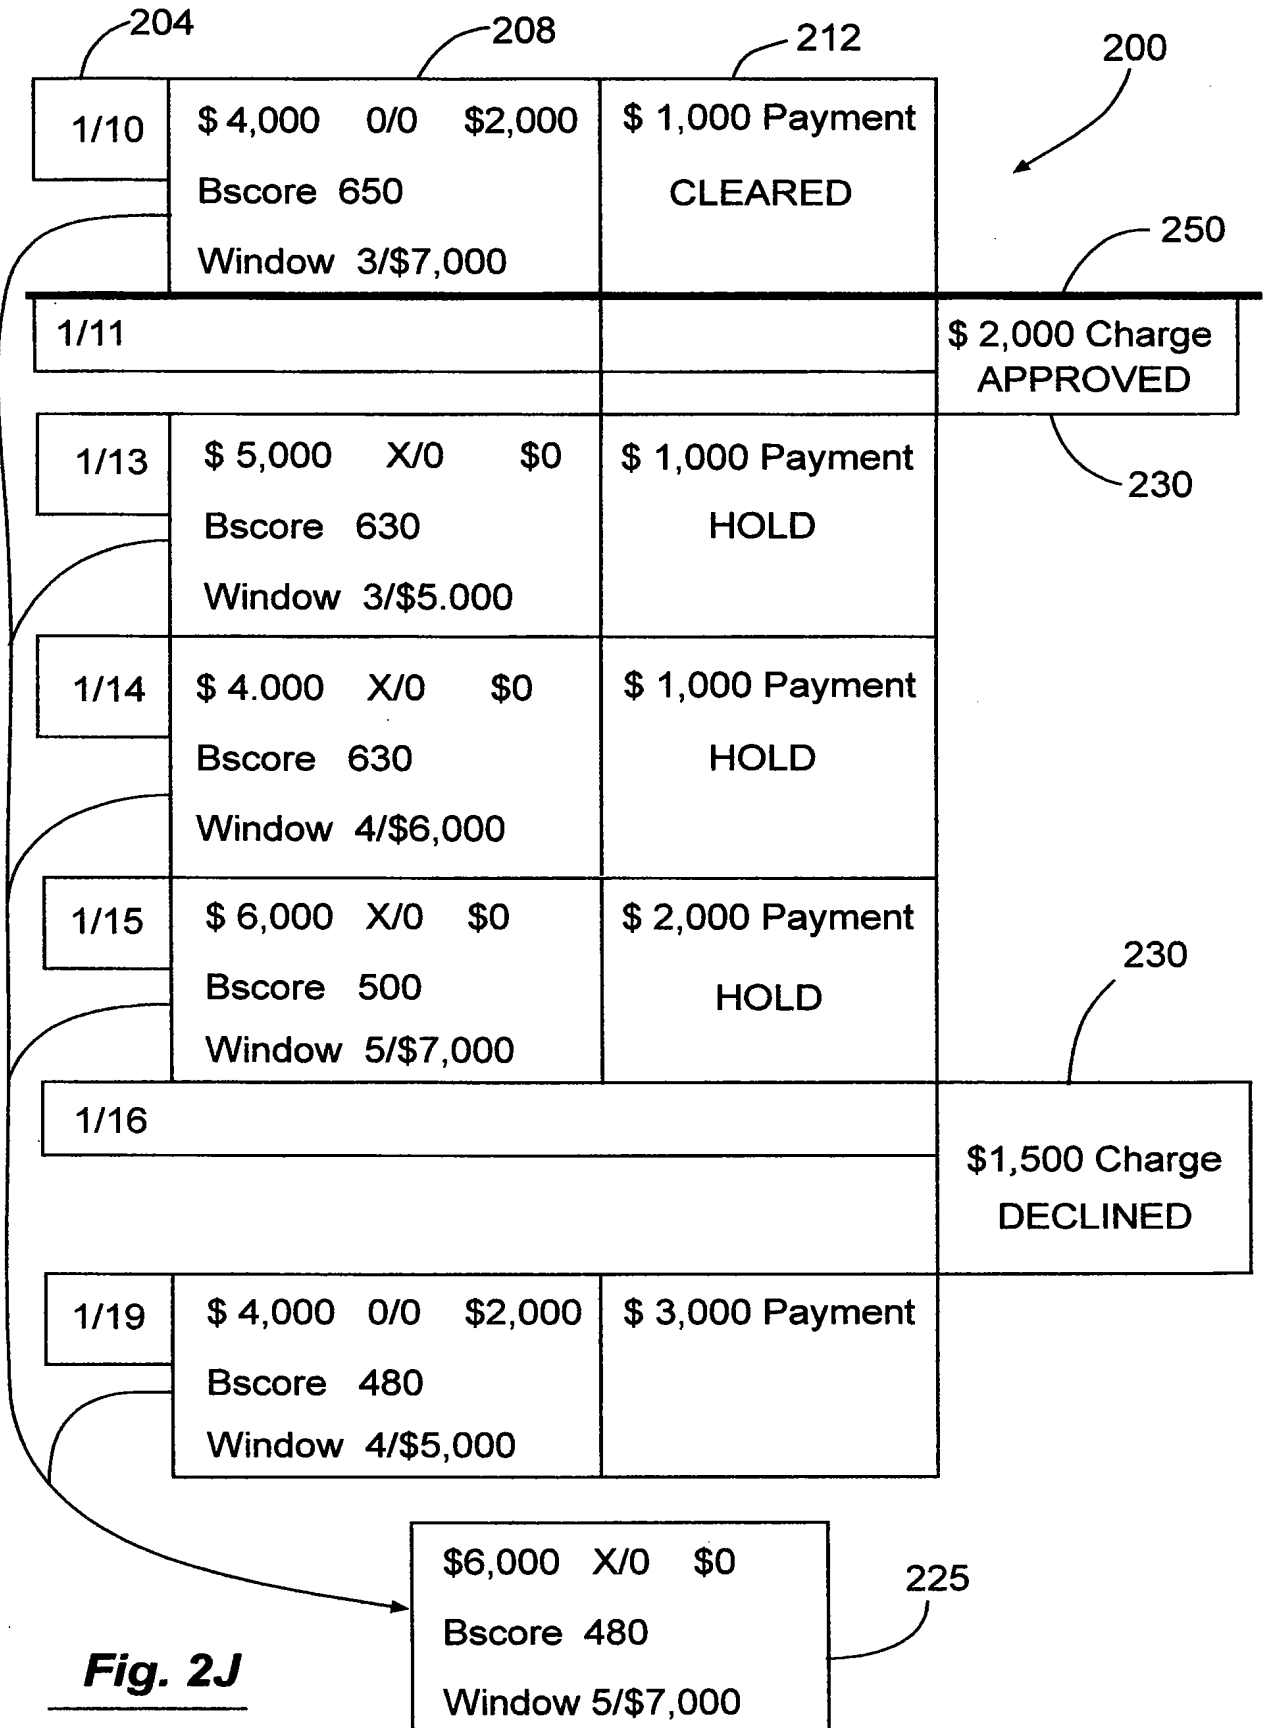 204
208
212
200
1/10
$ 4,000 0/0 $2,000
$ 1,000 Payment
Bscore 650
CLEARED
Window 3/$7,000
250
1/11
$ 2,000 Charge
APPROVED
230
1/13
$ 5,000 X/0 $0
$ 1,000 Payment
Bscore 630
HOLD
Window 3/$5.000
1/14
$ 4.000 X/0 $0
$ 1,000 Payment
Bscore 630
HOLD
Window 4/$6,000
1/15
$ 6,000 X/0 $0
$ 2,000 Payment
Bscore 500
HOLD
Window 5/$7,000
230
1/16
$1,500 Charge
DECLINED
1/19
$ 4,000 0/0 $2,000
$ 3,000 Payment
Bscore 480
Window 4/$5,000
$6,000 X/0 $0
Bscore 480
Window 5/$7,000
225
Fig. 2J